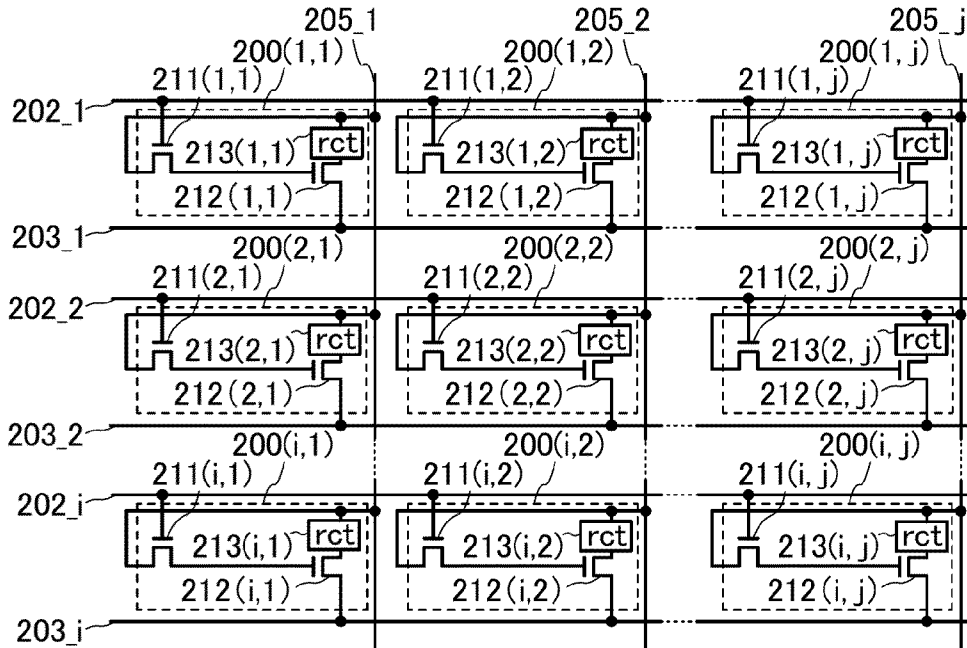 205_1 205_2 205_j
200(1,1) 200(1,2) 200(1, j)
211(1,1) 211(1,2) 211(1, j)
202_1
rct rct rct
213(1,1) 213(1,2) 213(1, j)
212(1,1) 212(1,2) 212(1, j)
203_1
200(2,1) 200(2,2) 200(2, j)
211(2,1) 211(2,2) 211(2, j)
202_2
rct rct rct
213(2,1) 213(2,2) 213(2, j)
212(2,1) 212(2,2) 212(2, j)
203_2
200(i,1) 200(i,2) 200(i, j)
211(i,1) 211(i,2) 211(i, j)
202_i
rct rct rct
213(i,1) 213(i,2) 213(i, j)
212(i,1) 212(i,2) 212(i, j)
203_i